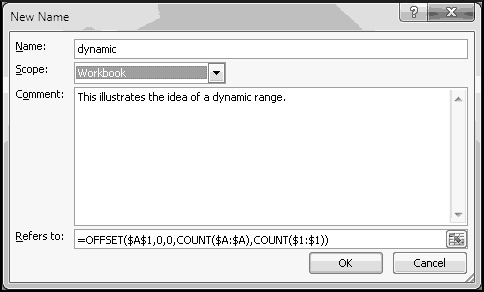 New Name
?
Name: dynamic
Scope: Workbook
Comment: This illustrates the idea of a dynamic range.
Refers to: =OFFSET($A$1,0,0,COUNT($A:$A),COUNT($1:$1))
OK Cancel